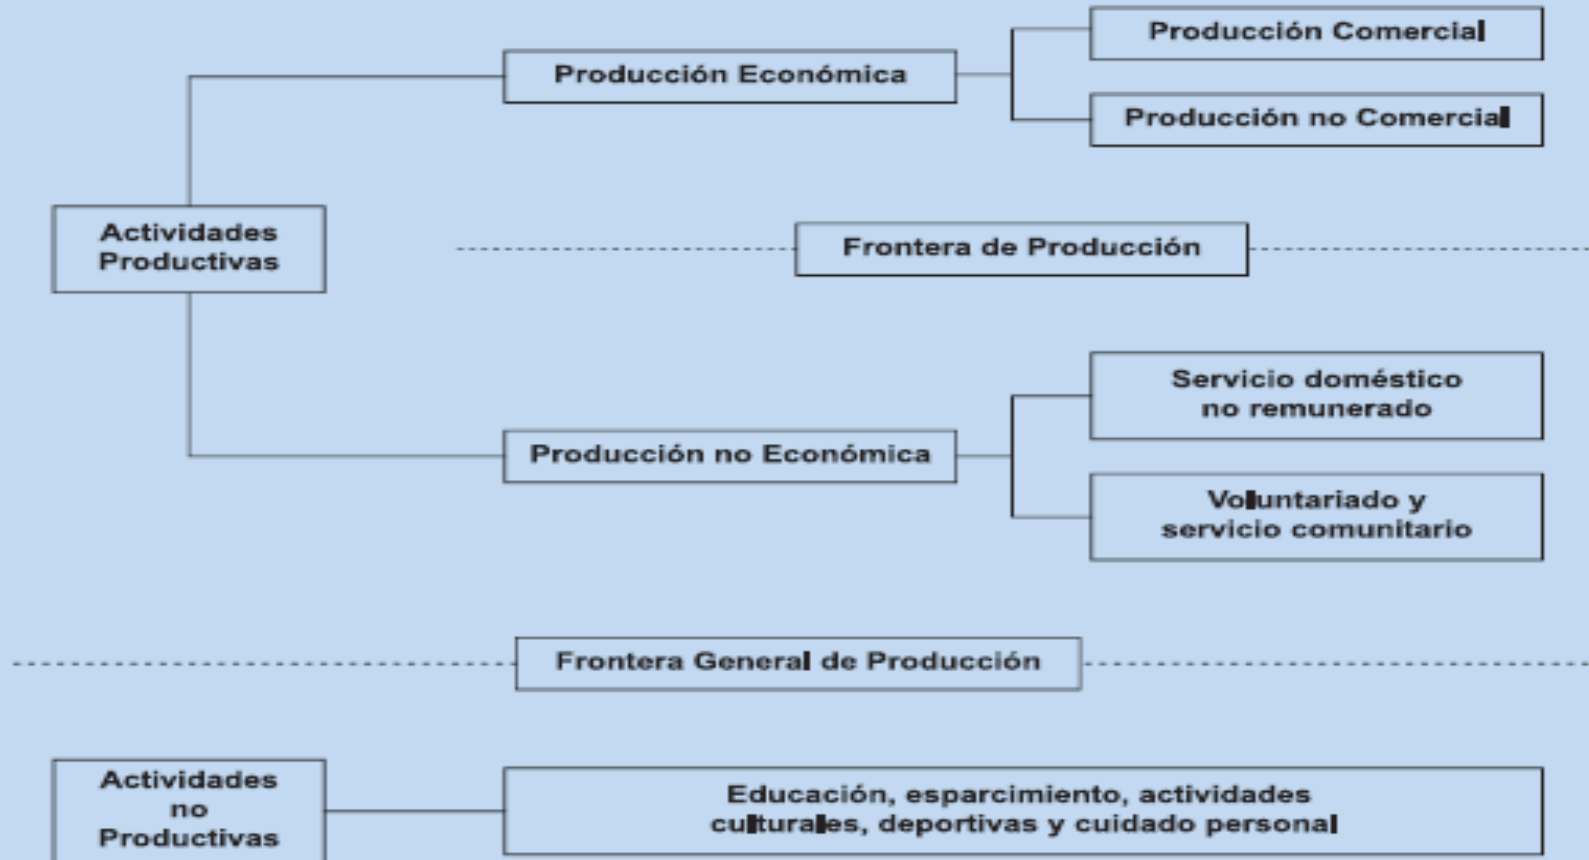 Producción Comercial
Producción Económica
Producción no Comercial
Actividades
Productivas
Frontera de Producción
Servicio doméstico
no remunerado
Producción no Económica
Voluntariado y
servicio comunitario
Frontera General de Producción
Actividades
no
Productivas
Educación, esparcimiento, actividades
culturales, deportivas y cuidado personal